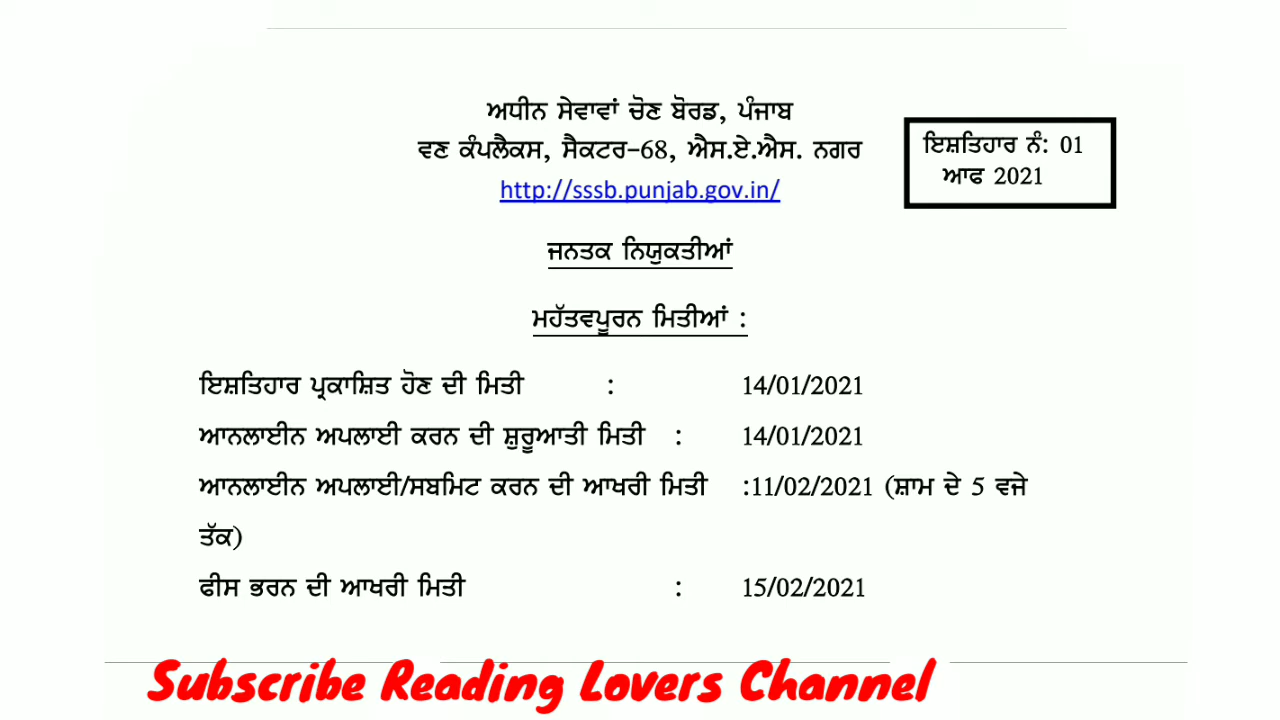 ਅਧੀਨ ਸੇਵਾਵਾਂ ਚੋਣ ਬੋਰਡ, ਪੰਜਾਬ
ਵਣ ਕੰਪਲੈਕਸ, ਸੈਕਟਰ-68, ਐਸ.ਏ.ਐਸ. ਨਗਰ
http://sssb.punjab.gov.in/
ਇਸ਼ਤਿਹਾਰ ਨੰ: 01
ਆਫ 2021
ਜਨਤਕ ਨਿਯੁਕਤੀਆਂ
ਮਹੱਤਵਪੂਰਨ ਮਿਤੀਆਂ :
ਇਸ਼ਤਿਹਾਰ ਪ੍ਰਕਾਸ਼ਿਤ ਹੋਣ ਦੀ ਮਿਤੀ : 14/01/2021
ਆਨਲਾਈਨ ਅਪਲਾਈ ਕਰਨ ਦੀ ਸ਼ੁਰੂਆਤੀ ਮਿਤੀ : 14/01/2021
ਆਨਲਾਈਨ ਅਪਲਾਈ/ਸਬਮਿਟ ਕਰਨ ਦੀ ਆਖਰੀ ਮਿਤੀ :11/02/2021 (ਸ਼ਾਮ ਦੇ 5 ਵਜੇ
ਤੱਕ)
ਫੀਸ ਭਰਨ ਦੀ ਆਖਰੀ ਮਿਤੀ : 15/02/2021
Subscribe Reading Lovers Channel